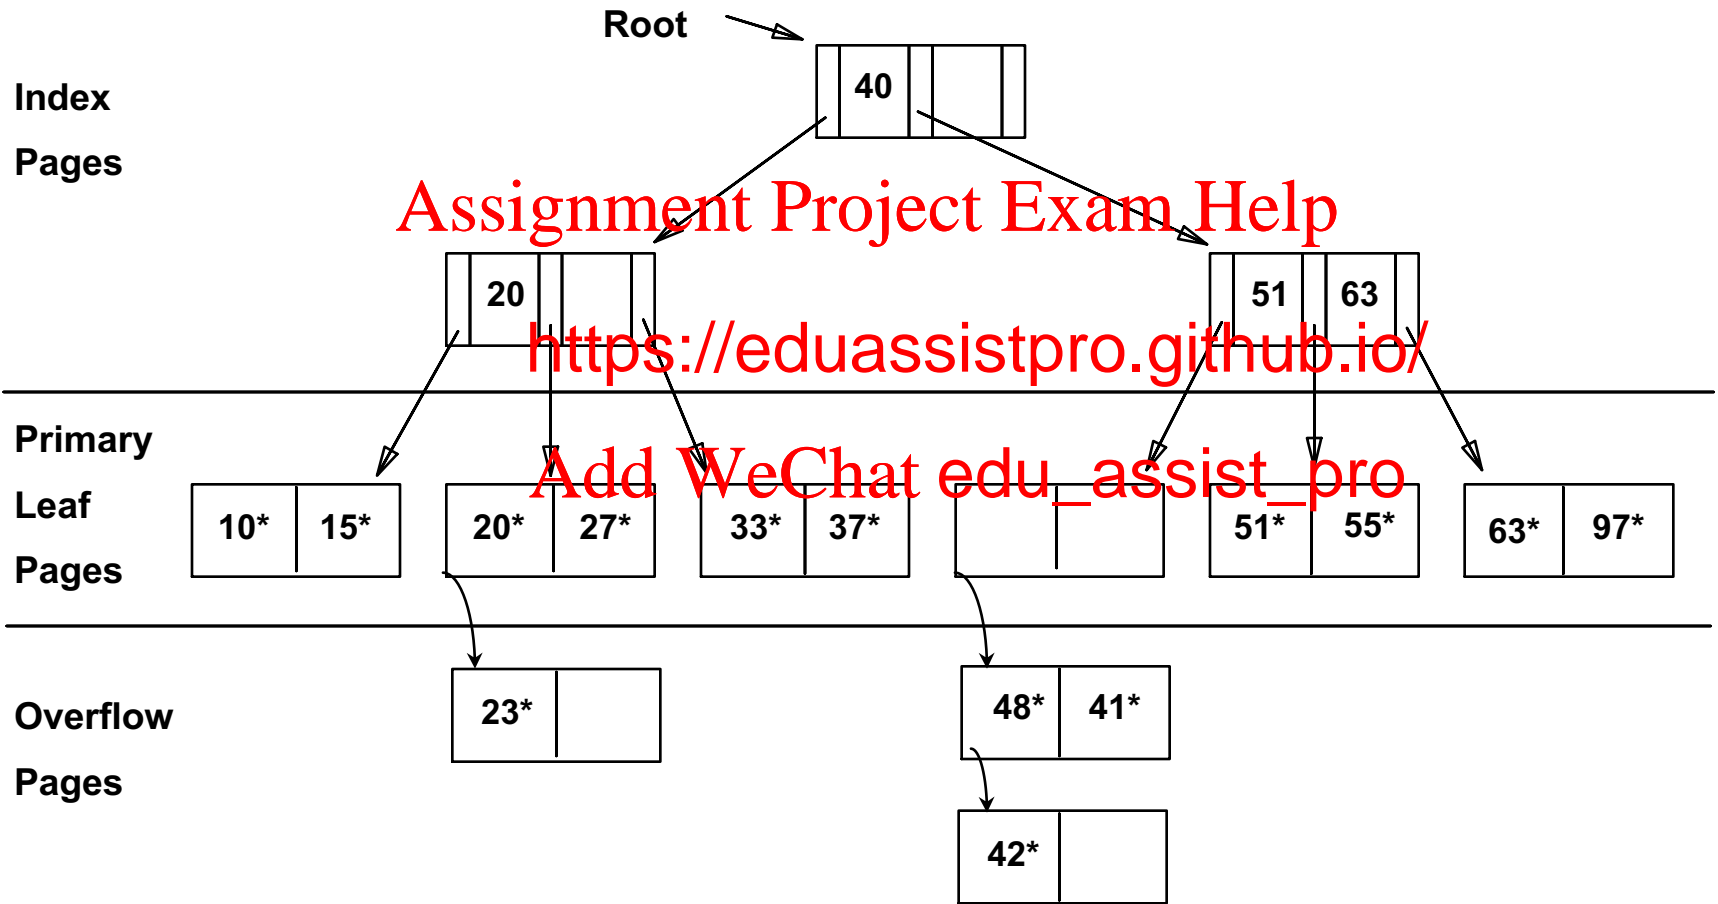 Root
40
Index
Pages
Assignment Project Exam Help
20
51 63
https://eduassistpro.github.io/
Primary
Leaf
Pages
Add WeChat edu_assist_pro
10* 15* 20* 27* 33* 37* 51* 55* 63* 97*
Overflow
Pages
23* 48* 41*
42*